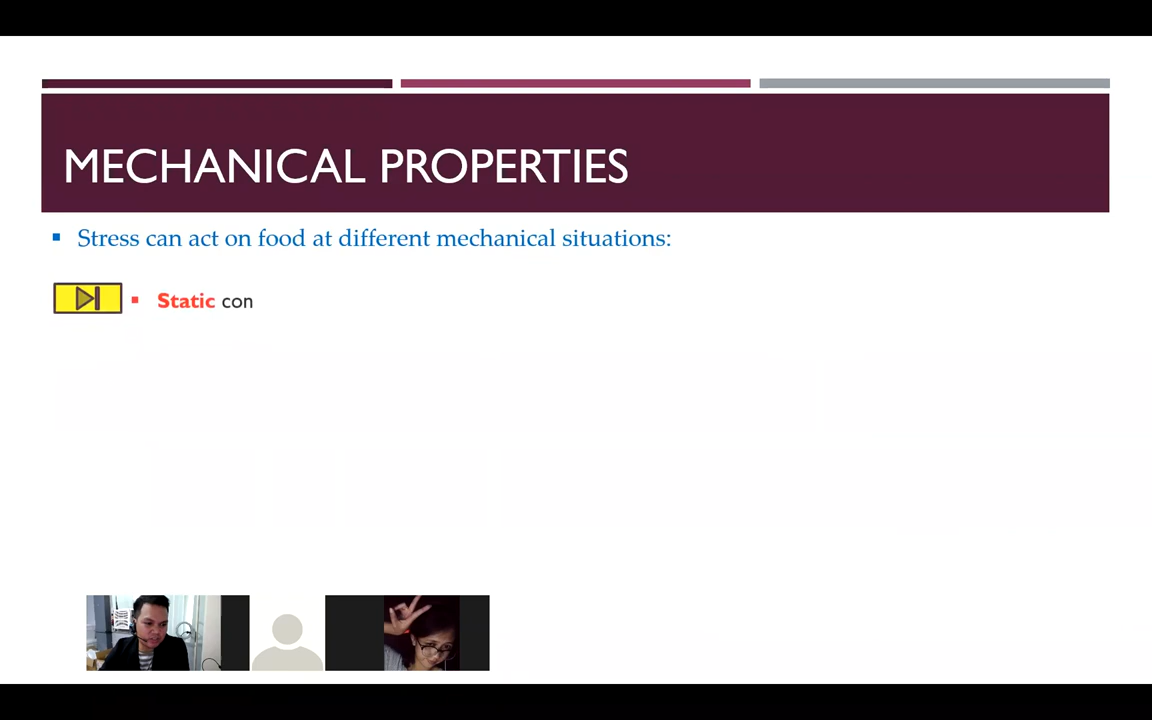 MECHANICAL PROPERTIES
Stress can act on food at different mechanical situations:
Static con